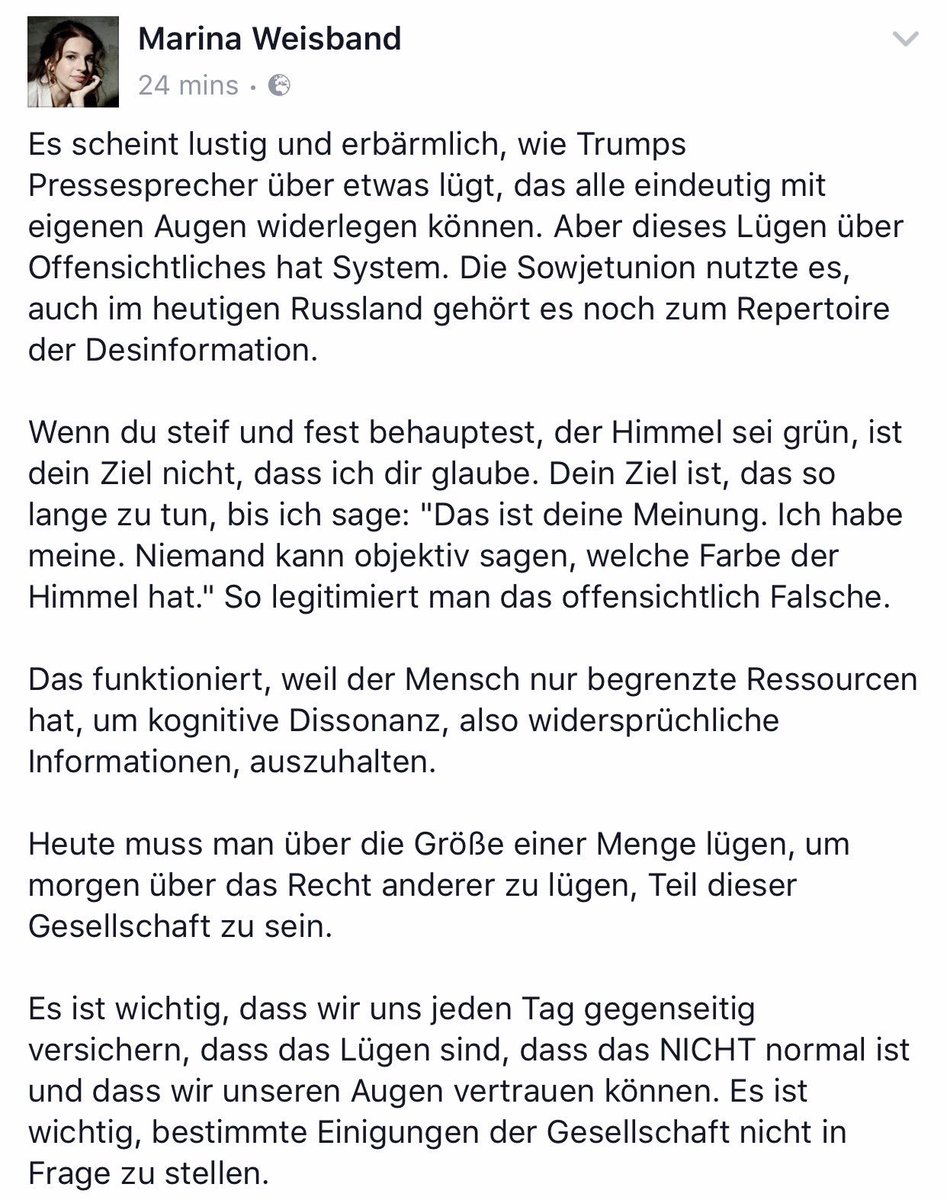 Marina Weisband
24 mins ·
Es scheint lustig und erbärmlich, wie Trumps
Pressesprecher über etwas lügt, das alle eindeutig mit
eigenen Augen widerlegen können. Aber dieses Lügen über
Offensichtliches hat System. Die Sowjetunion nutzte es,
auch im heutigen Russland gehört es noch zum Repertoire
der Desinformation.
Wenn du steif und fest behauptest, der Himmel sei grün, ist
dein Ziel nicht, dass ich dir glaube. Dein Ziel ist, das so
lange zu tun, bis ich sage: "Das ist deine Meinung. Ich habe
meine. Niemand kann objektiv sagen, welche Farbe der
Himmel hat." So legitimiert man das offensichtlich Falsche.
Das funktioniert, weil der Mensch nur begrenzte Ressourcen
hat, um kognitive Dissonanz, also widersprüchliche
Informationen, auszuhalten.
Heute muss man über die Größe einer Menge lügen, um
morgen über das Recht anderer zu lügen, Teil dieser
Gesellschaft zu sein.
Es ist wichtig, dass wir uns jeden Tag gegenseitig
versichern, dass das Lügen sind, dass das NICHT normal ist
und dass wir unseren Augen vertrauen können. Es ist
wichtig, bestimmte Einigungen der Gesellschaft nicht in
Frage zu stellen.